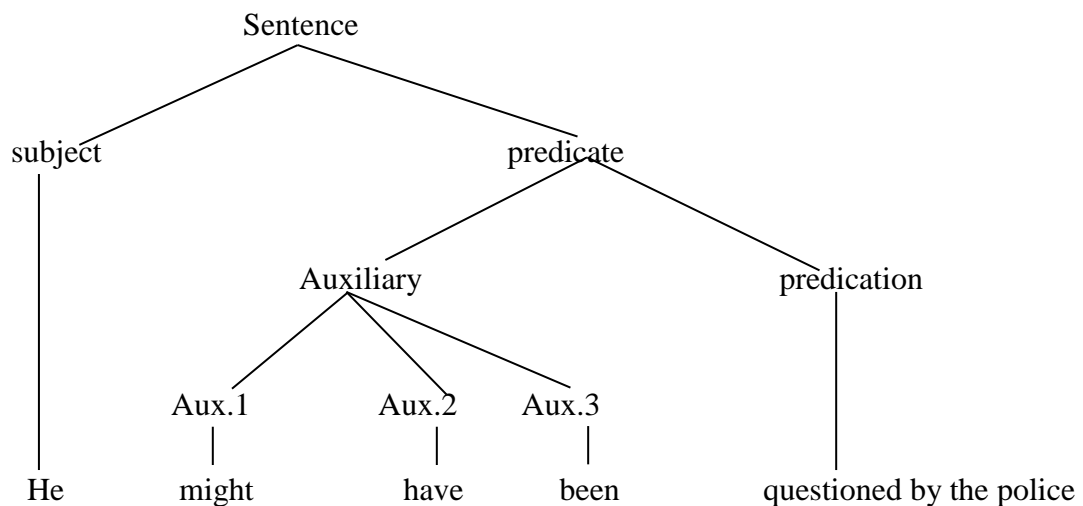 Sentence
subject predicate
Auxiliary predication
Aux.1 Aux.2 Aux.3
He might have been questioned by the police